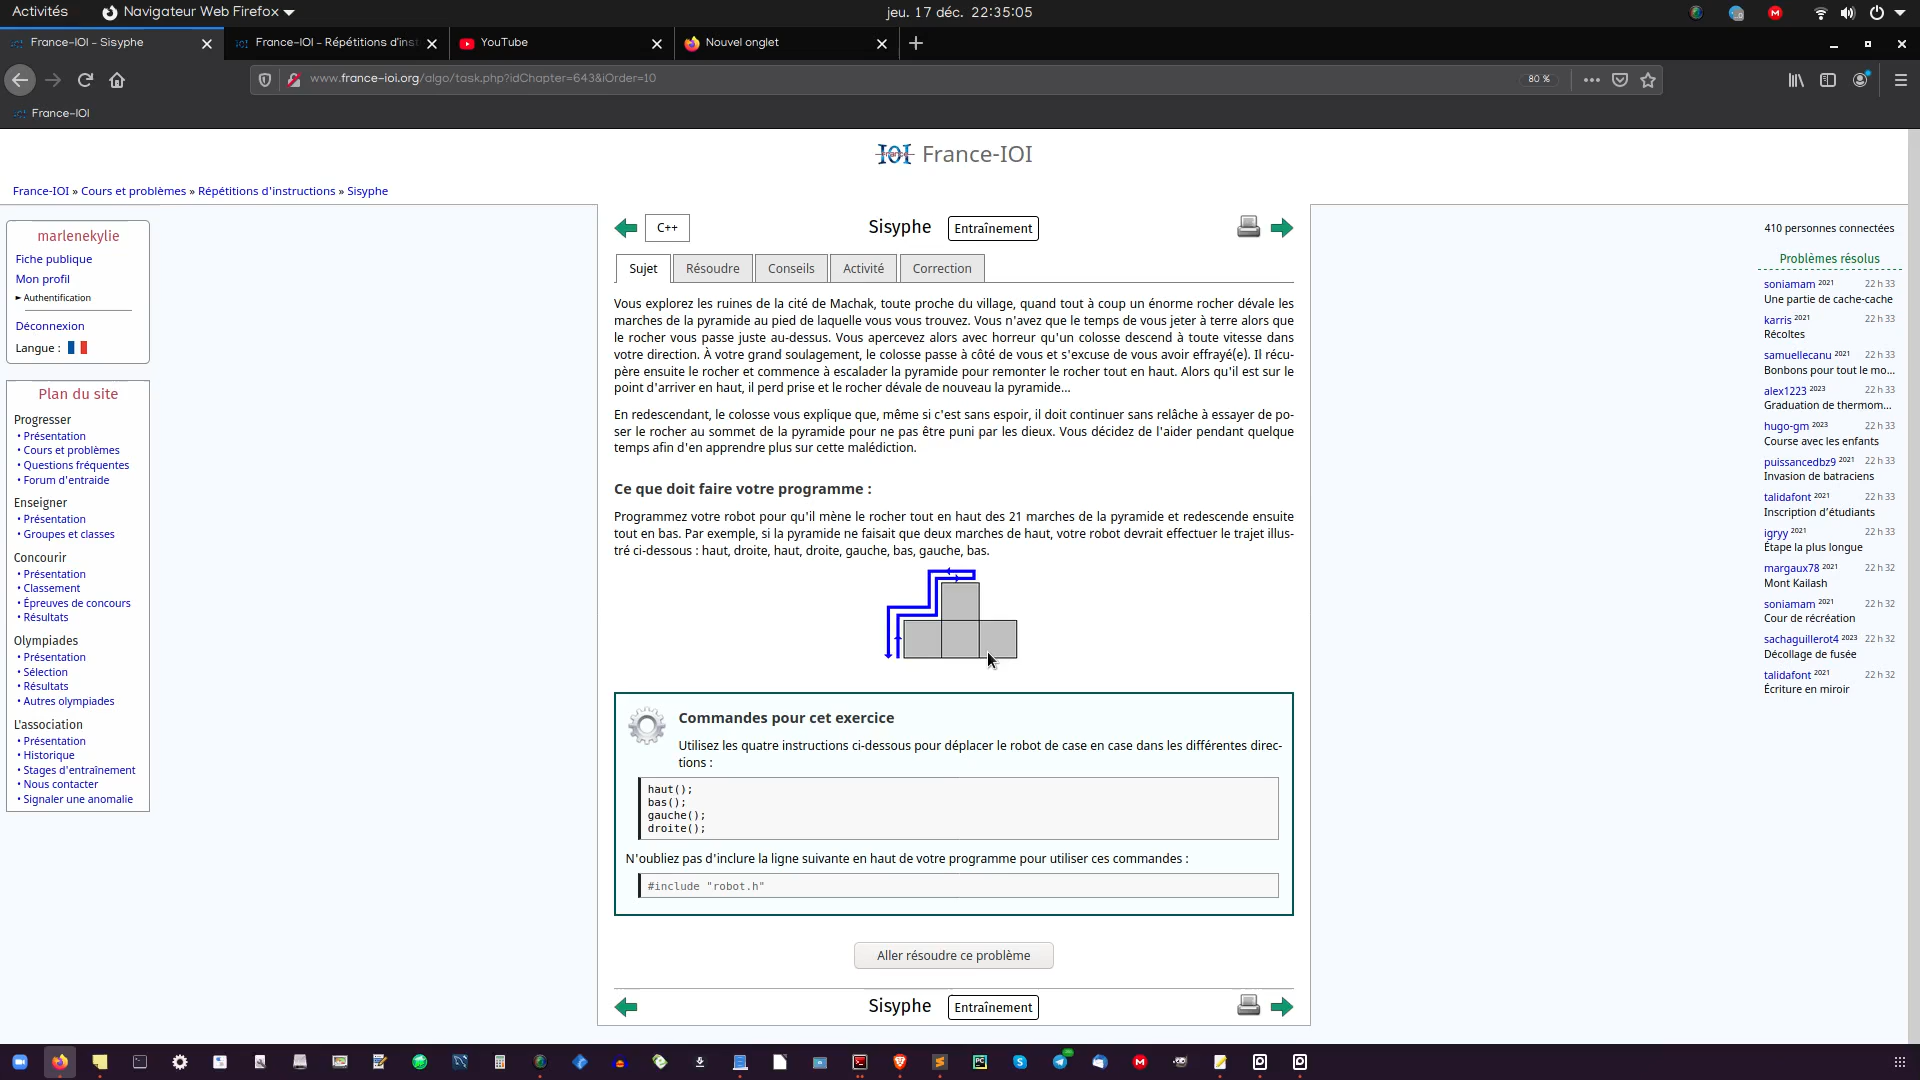 Activités
Navigateur Web Firefox
jeu. 17 déc. 22:35:05
France-IOI – Sisyphe
France-IOI – Répétitions d'inst
YouTube
Nouvel onglet
www.france-ioi.org/algo/task.php?idChapter=643&iOrder=10
80 %
France-IOI
France-IOI
France-IOI » Cours et problèmes » Répétitions d'instructions » Sisyphe
marlenekylie
Fiche publique
Mon profil
► Authentification
Déconnexion
Langue :
Plan du site
Progresser
• Présentation
• Cours et problèmes
• Questions fréquentes
• Forum d'entraide
Enseigner
• Présentation
• Groupes et classes
Concourir
• Présentation
• Classement
• Épreuves de concours
• Résultats
Olympiades
• Présentation
• Sélection
• Résultats
• Autres olympiades
L'association
• Présentation
• Historique
• Stages d'entraînement
• Nous contacter
• Signaler une anomalie
C++
Sisyphe
Entraînement
Sujet
Résoudre
Conseils
Activité
Correction
Vous explorez les ruines de la cité de Machak, toute proche du village, quand tout à coup un énorme rocher dévale les
marches de la pyramide au pied de laquelle vous vous trouvez. Vous n'avez que le temps de vous jeter à terre alors que
le rocher vous passe juste au-dessus. Vous apercevez alors avec horreur qu'un colosse descend à toute vitesse dans
votre direction. À votre grand soulagement, le colosse passe à côté de vous et s'excuse de vous avoir effrayé(e). Il récu-
père ensuite le rocher et commence à escalader la pyramide pour remonter le rocher tout en haut. Alors qu'il est sur le
point d'arriver en haut, il perd prise et le rocher dévale de nouveau la pyramide...
En redescendant, le colosse vous explique que, même si c'est sans espoir, il doit continuer sans relâche à essayer de po-
ser le rocher au sommet de la pyramide pour ne pas être puni par les dieux. Vous décidez de l'aider pendant quelque
temps afin d'en apprendre plus sur cette malédiction.
Ce que doit faire votre programme :
Programmez votre robot pour qu'il mène le rocher tout en haut des 21 marches de la pyramide et redescende ensuite
tout en bas. Par exemple, si la pyramide ne faisait que deux marches de haut, votre robot devrait effectuer le trajet illus-
tré ci-dessous : haut, droite, haut, droite, gauche, bas, gauche, bas.
Commandes pour cet exercice
Utilisez les quatre instructions ci-dessous pour déplacer le robot de case en case dans les différentes direc-
tions :
haut();
bas();
gauche();
droite();
N'oubliez pas d'inclure la ligne suivante en haut de votre programme pour utiliser ces commandes :
#include "robot.h"
Aller résoudre ce problème
Sisyphe
Entraînement
410 personnes connectées
Problèmes résolus
soniamam 2021 22 h 33
Une partie de cache-cache
karris 2021 22 h 33
Récoltes
samuellecanu 2021 22 h 33
Bonbons pour tout le mo...
alex1223 2023 22 h 33
Graduation de thermom...
hugo-gm 2023 22 h 33
Course avec les enfants
puissancedbz9 2021 22 h 33
Invasion de batraciens
talidafont 2021 22 h 33
Inscription d'étudiants
igryy 2021 22 h 33
Étape la plus longue
margaux78 2021 22 h 32
Mont Kailash
soniamam 2021 22 h 32
Cour de récréation
sachaguillerot4 2023 22 h 32
Décollage de fusée
talidafont 2021 22 h 32
Écriture en miroir